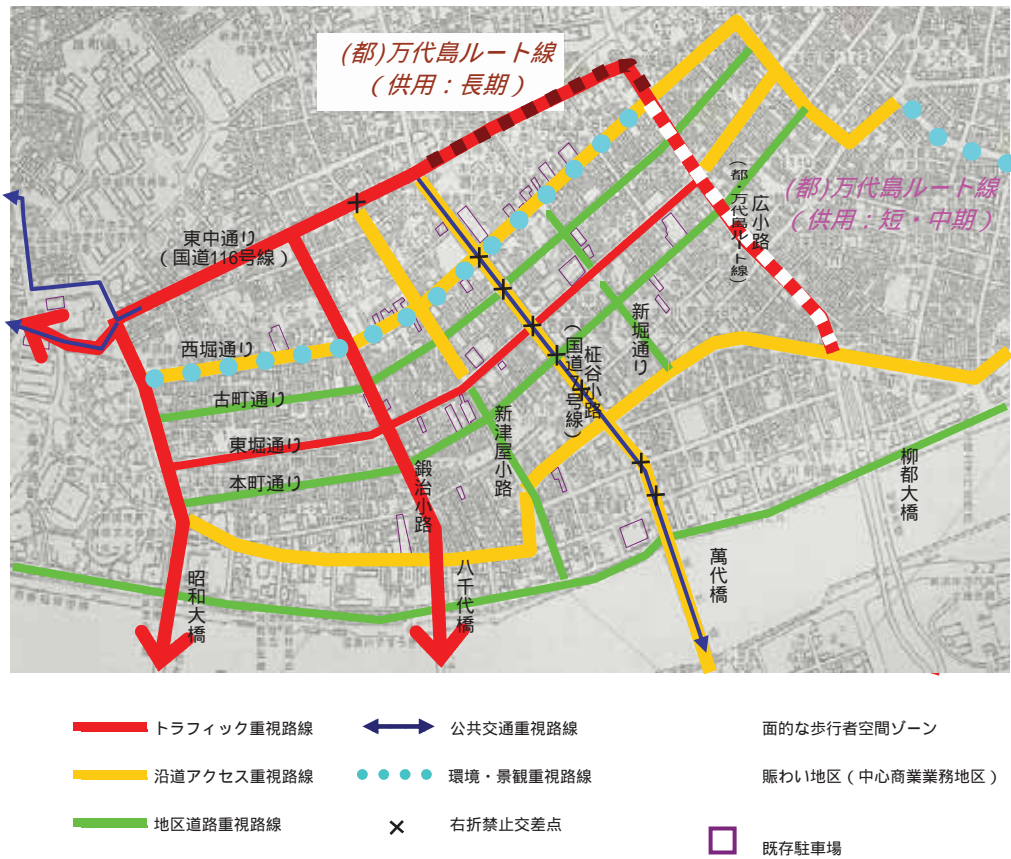 (都)万代島ルート線
（供用：長期）
(都)万代島ルート線
（供用：短・中期）
広小路
（都・万代島ルート線）
東中通り
（国道116号線）
西堀通り
古町通り
東堀通り
本町通り
新堀通り
柾谷小路
（国道7号線）
新津屋小路
鍛治小路
昭和大橋
八千代橋
萬代橋
柳都大橋
トラフィック重視路線
公共交通重視路線
面的な歩行者空間ゾーン
沿道アクセス重視路線
環境・景観重視路線
賑わい地区（中心商業業務地区）
地区道路重視路線
右折禁止交差点
既存駐車場